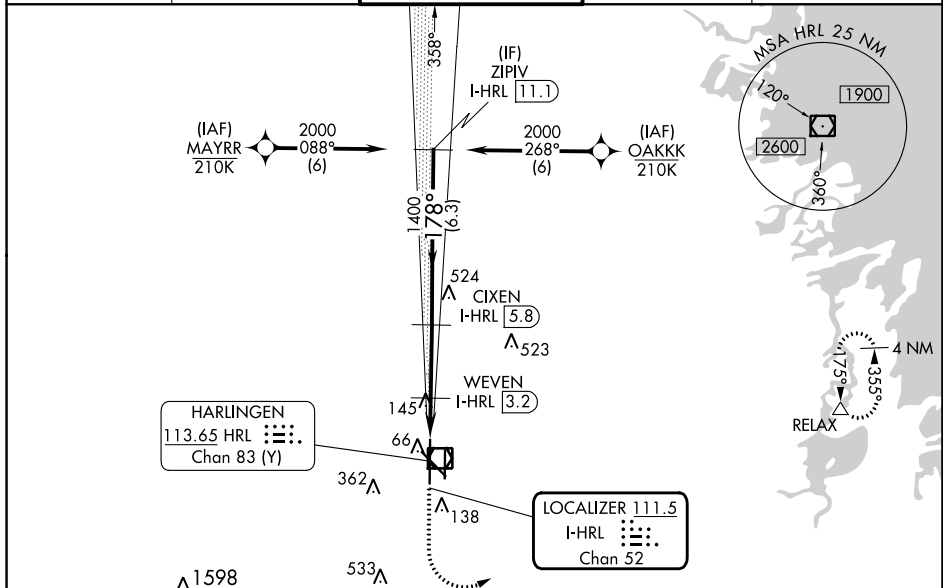 358°
(IF)
ZIPIV
I-HRL 11.1
MSA HRL 25 NM
120°
1900
2600
360°
(IAF)
MAYRR
210K
2000
088°
(6)
2000
268°
(6)
(IAF)
OAKKK
210K
1400
178°
(6.3)
524
CIXEN
I-HRL 5.8
523
WEVEN
I-HRL 3.2
145
4 NM
175°
355°
RELAX
HARLINGEN
113.65 HRL
Chan 83 (Y)
66
362
138
LOCALIZER 111.5
I-HRL
Chan 52
1598
533